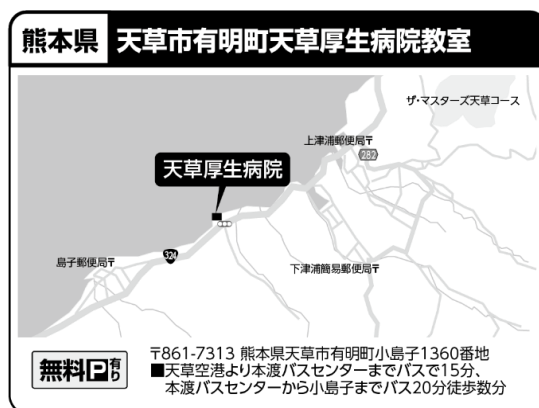 熊本県 天草市有明町天草厚生病院教室
ザ・マスターズ天草コース
上津浦郵便局〒
282
天草厚生病院
324
島子郵便局〒
下津浦簡易郵便局〒
無料P有り
〒861-7313 熊本県天草市有明町小島子1360番地
■天草空港より本渡バスセンターまでバスで15分、
本渡バスセンターから小島子までバス20分徒歩数分